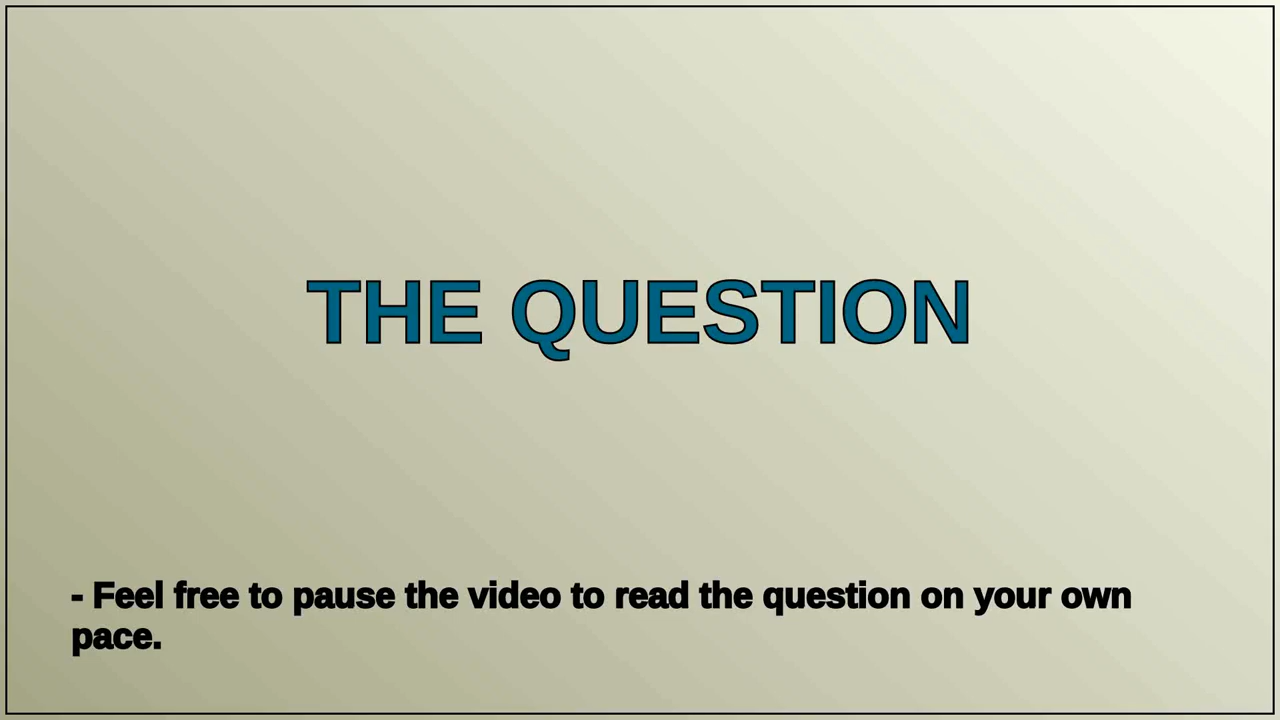 THE QUESTION
- Feel free to pause the video to read the question on your own
pace.